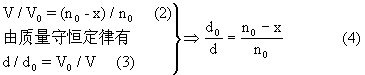 V / V₀ = (n₀ - x) / n₀ (2)
由质量守恒定律有
d / d₀ = V₀ / V (3)
⇒ d₀/d = (n₀ − x)/n₀ (4)